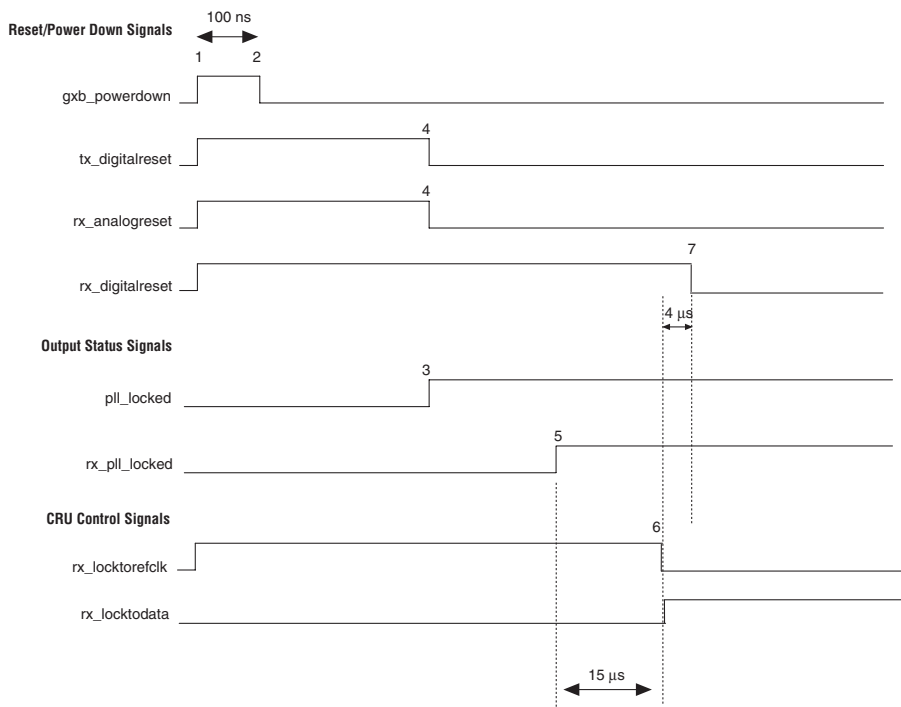 100 ns
Reset/Power Down Signals
1 2
gxb_powerdown
4
tx_digitalreset
4
rx_analogreset
7
rx_digitalreset
4 μs
Output Status Signals
3
pll_locked
5
rx_pll_locked
CRU Control Signals
6
rx_locktorefclk
rx_locktodata
15 μs